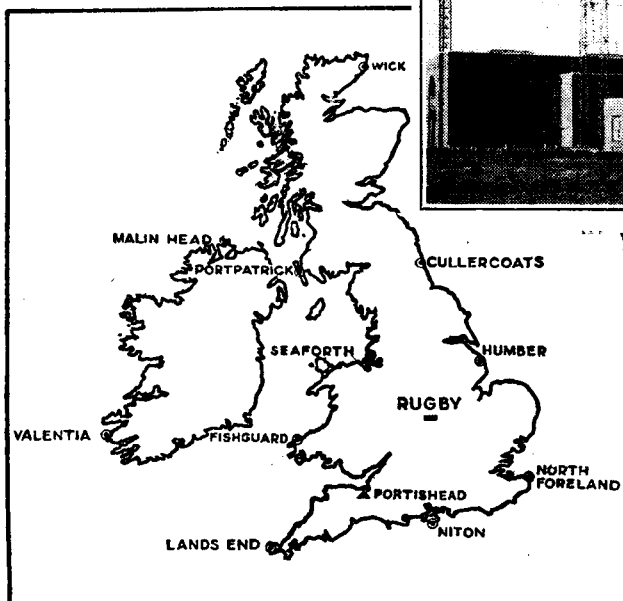 WICK
MALIN HEAD
PORTPATRICK
CULLERCOATS
SEAFORTH
HUMBER
RUGBY
VALENTIA
FISHGUARD
NORTH
FORELAND
PORTISHEAD
NITON
LANDS END